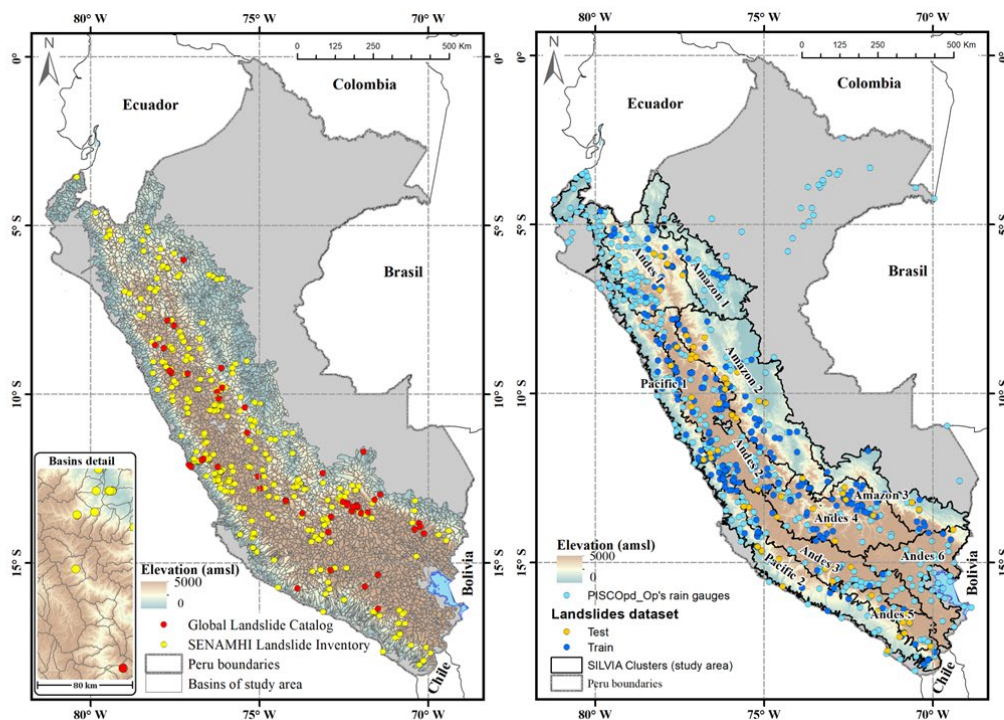 80° W 75° W 70° W
N
0 125 250 500 Km
0°
Colombia
Ecuador
5° S
Brasil
10° S
Basins detail
80 km
15° S
Elevation (amsl)
5000
0
Global Landslide Catalog
SENAMHI Landslide Inventory
Peru boundaries
Basins of study area
Bolivia
Chile
80° W 75° W 70° W
80° W 75° W 70° W
N
0 125 250 500 Km
0°
0°
Colombia
Ecuador
5° S
5° S
Brasil
Andes 1
Amazon 1
Amazon 2
Pacific 1
10° S
10° S
Andes 2
Amazon 3
Andes 4
Andes 3
Andes 6
Pacific 2
Andes 5
15° S
15° S
Elevation (amsl)
5000
0
PISCOpd_Op's rain gauges
Landslides dataset
Test
Train
SILVIA Clusters (study area)
Peru boundaries
Bolivia
Chile
80° W 75° W 70° W